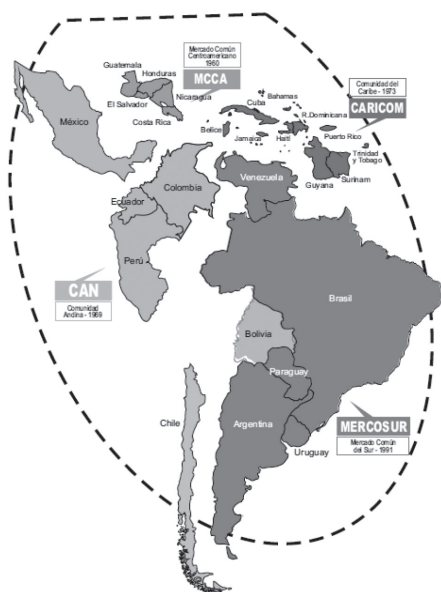 Mercado Común
Centroamericano
1960
MCCA
Guatemala
Honduras
El Salvador
Nicaragua
Costa Rica
México
Bahamas
Cuba
Comunidad del
Caribe - 1973
CARICOM
R.Dominicana
Puerto Rico
Belice
Jamaica
Haití
Trinidad
y Tobago
Guyana
Surinam
Venezuela
Colombia
Ecuador
Perú
CAN
Comunidad
Andina - 1969
Brasil
Bolivia
Paraguay
Chile
Argentina
MERCOSUR
Mercado Común
del Sur - 1991
Uruguay